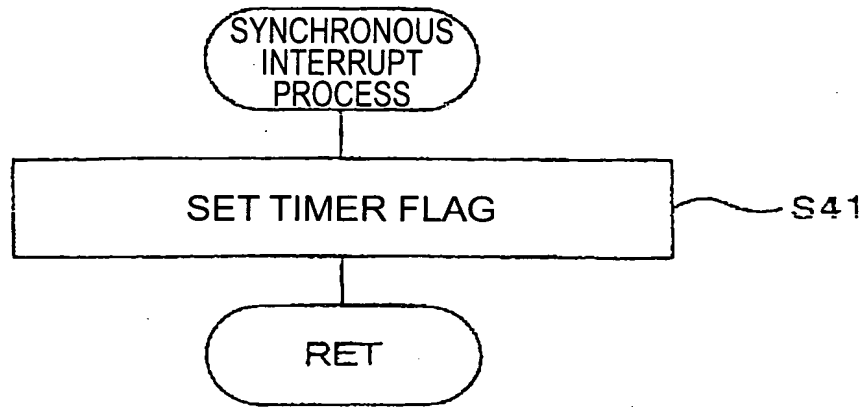 SYNCHRONOUS
INTERRUPT
PROCESS
SET TIMER FLAG
S41
RET